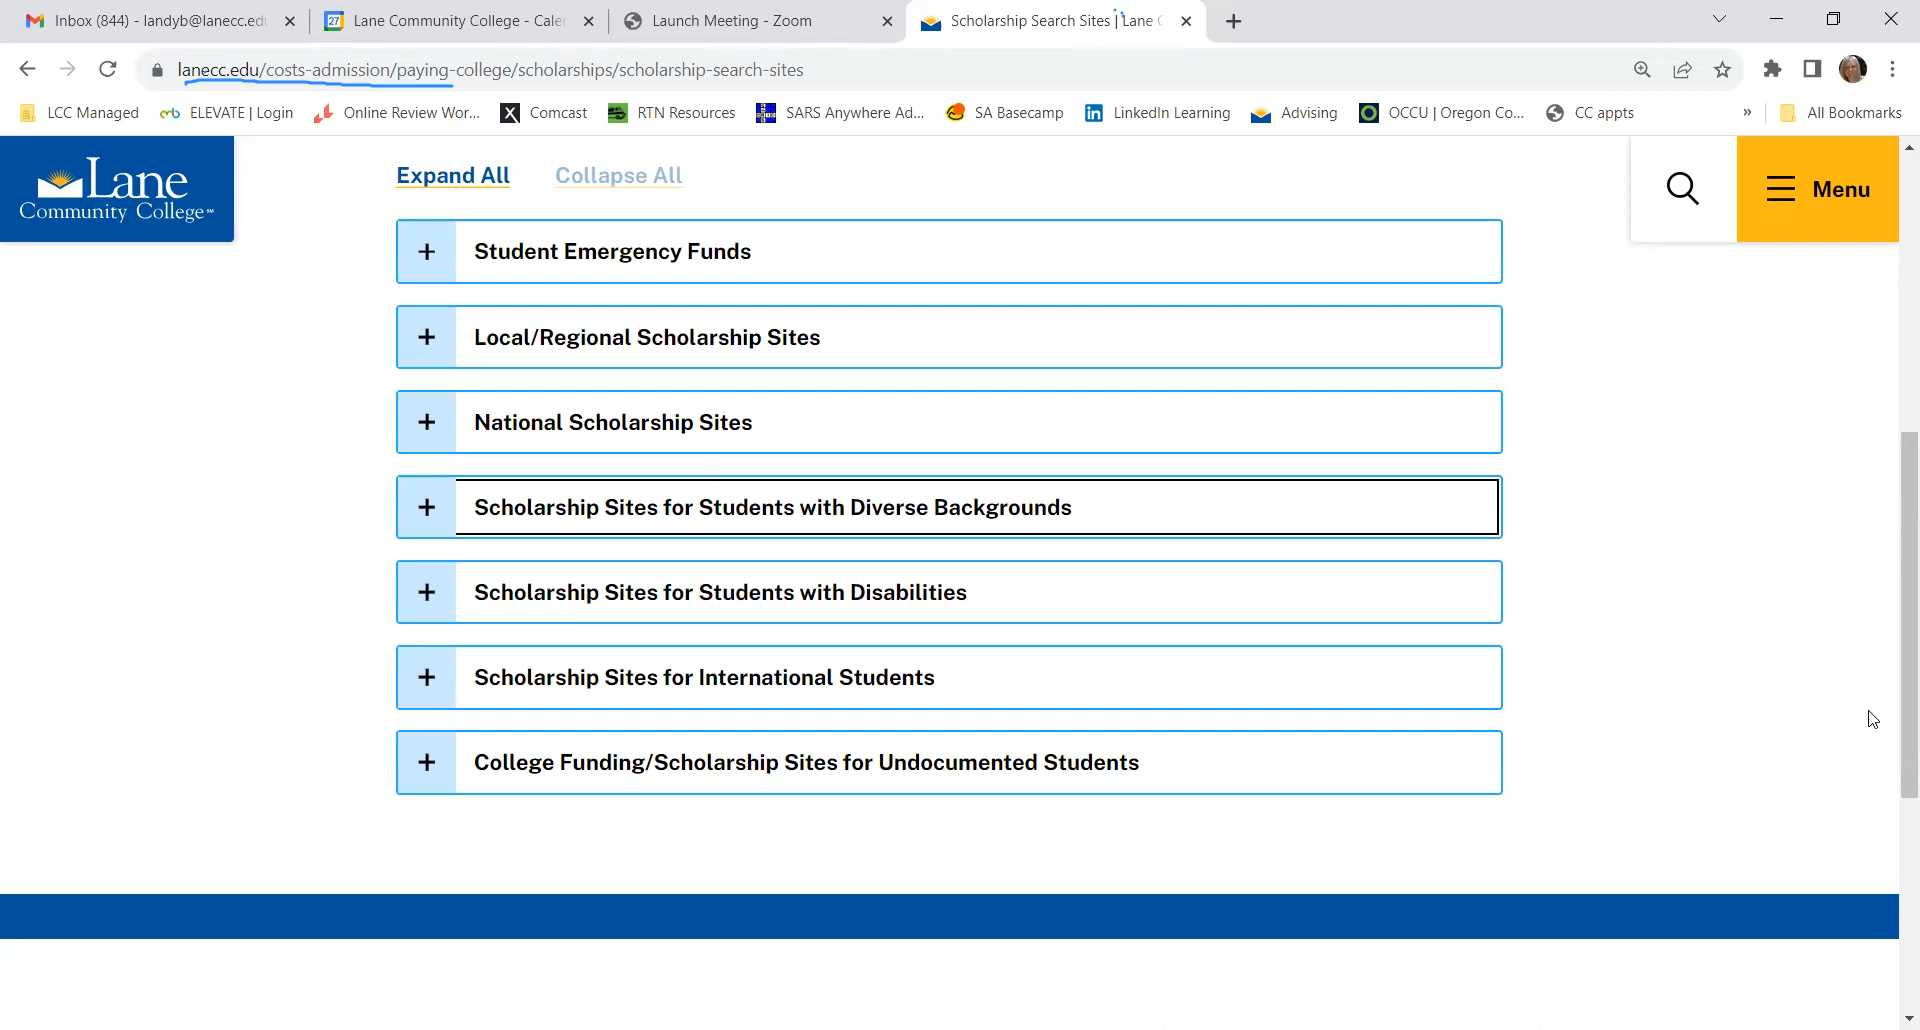 Inbox (844) - landyb@lanecc.edu
Lane Community College - Cale
Launch Meeting - Zoom
Scholarship Search Sites | Lane C
lanecc.edu/costs-admission/paying-college/scholarships/scholarship-search-sites
LCC Managed
ELEVATE | Login
Online Review Wor...
Comcast
RTN Resources
SARS Anywhere Ad...
SA Basecamp
LinkedIn Learning
Advising
OCCU | Oregon Co...
CC appts
»
All Bookmarks
Lane
Community College
Expand All
Collapse All
Menu
+ Student Emergency Funds
+ Local/Regional Scholarship Sites
+ National Scholarship Sites
+ Scholarship Sites for Students with Diverse Backgrounds
+ Scholarship Sites for Students with Disabilities
+ Scholarship Sites for International Students
+ College Funding/Scholarship Sites for Undocumented Students